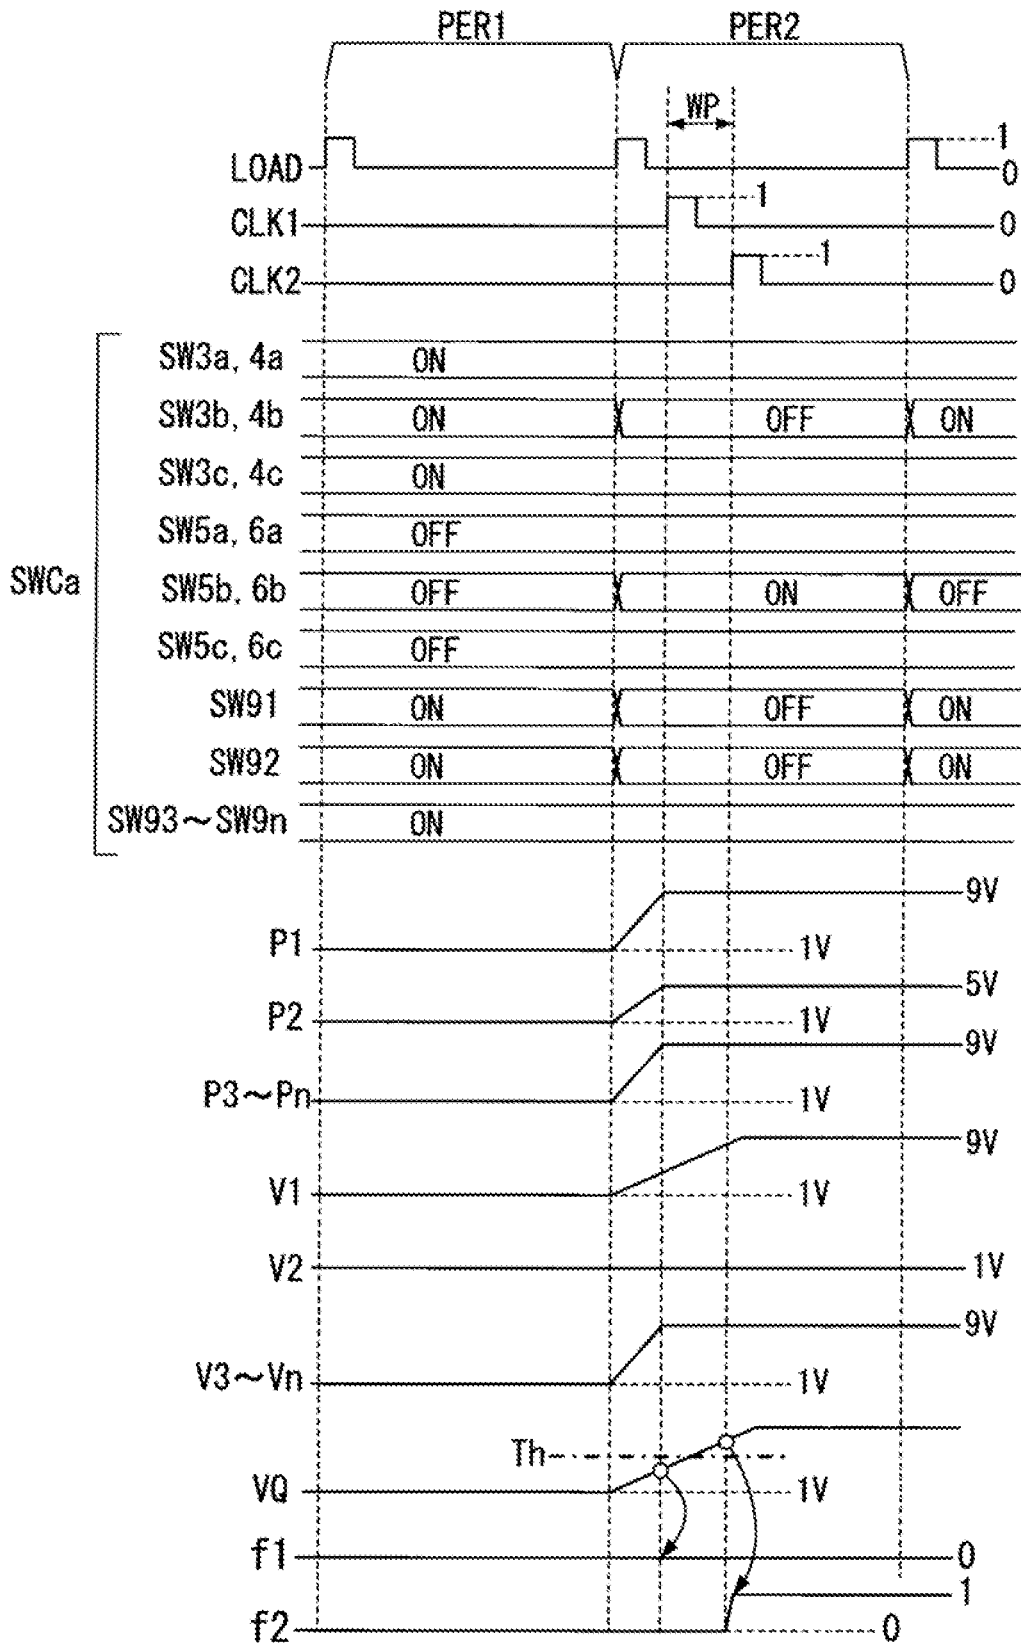 PER1 PER2
WP
LOAD 1 0
CLK1 1 0
CLK2 1 0
SWCa
SW3a, 4a ON
SW3b, 4b ON OFF ON
SW3c, 4c ON
SW5a, 6a OFF
SW5b, 6b OFF ON OFF
SW5c, 6c OFF
SW91 ON OFF ON
SW92 ON OFF ON
SW93～SW9n ON
P1 9V 1V
P2 5V 1V
P3～Pn 9V 1V
V1 9V 1V
V2 1V
V3～Vn 9V 1V
Th
VQ 1V
f1 0
f2 1 0